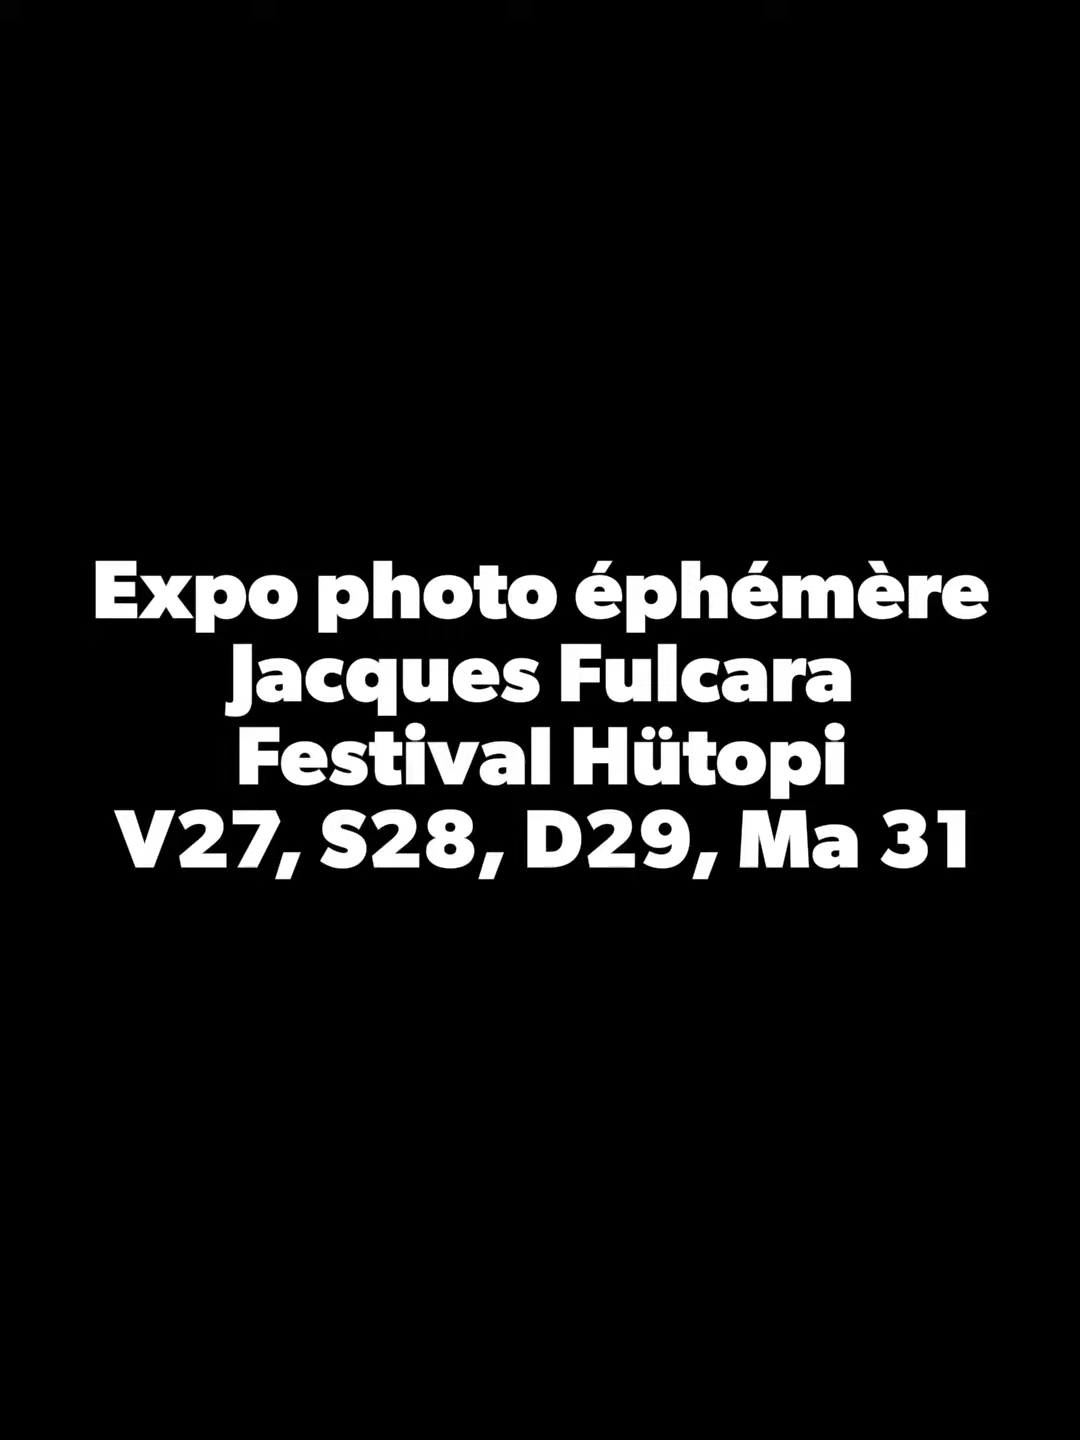 Expo photo éphémère
Jacques Fulcara
Festival Hütopi
V27, S28, D29, Ma 31